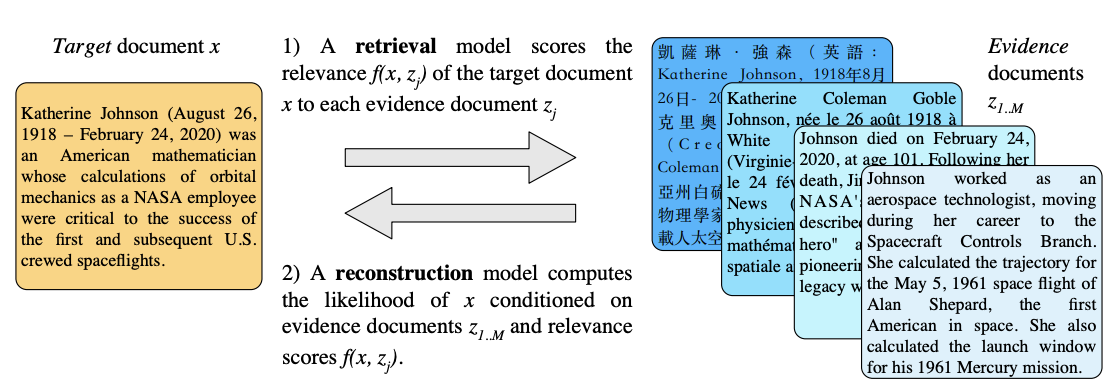 Target document x
Katherine Johnson (August 26,
1918 – February 24, 2020) was
an American mathematician
whose calculations of orbital
mechanics as a NASA employee
were critical to the success of
the first and subsequent U.S.
crewed spaceflights.
1) A retrieval model scores the
relevance f(x, z_j) of the target document
x to each evidence document z_j
2) A reconstruction model computes
the likelihood of x conditioned on
evidence documents z_1..M and relevance
scores f(x, z_j).
Evidence
documents
z_1..M
凱薩琳·強森（英語：
Katherine Johnson, 1918年8月
26日- 20
克里奧
（Creo
Coleman
亞州白硫
物理學家
載人太空
Katherine Coleman Goble
Johnson, née le 26 août 1918 à
White
(Virginie-
le 24 fév
News (
physicien
mathémat
spatiale a
Johnson died on February 24,
2020, at age 101. Following her
death, Jim
NASA's
described
hero" a
pioneerin
legacy w
Johnson worked as an
aerospace technologist, moving
during her career to the
Spacecraft Controls Branch.
She calculated the trajectory for
the May 5, 1961 space flight of
Alan Shepard, the first
American in space. She also
calculated the launch window
for his 1961 Mercury mission.